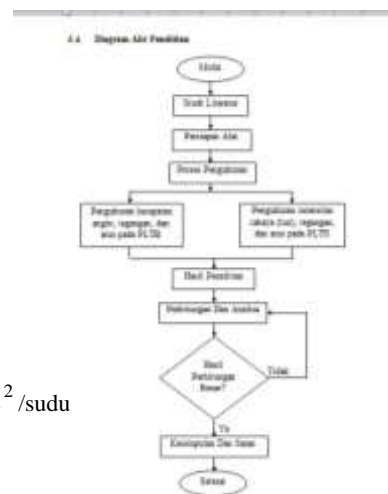 Diagram Alir Penelitian
Mulai
Studi Literatur
Persiapan Alat
Proses Pengukuran
Pengukuran kecepatan
angin, tegangan, dan
arus pada PLTB
Pengukuran intensitas
cahaya (lux), tegangan,
dan arus pada PLTS
Hasil Penelitian
Perhitungan Dan Analisa
Hasil
Perhitungan
Benar?
Tidak
2 /sudu
Ya
Kesimpulan Dan Saran
Selesai